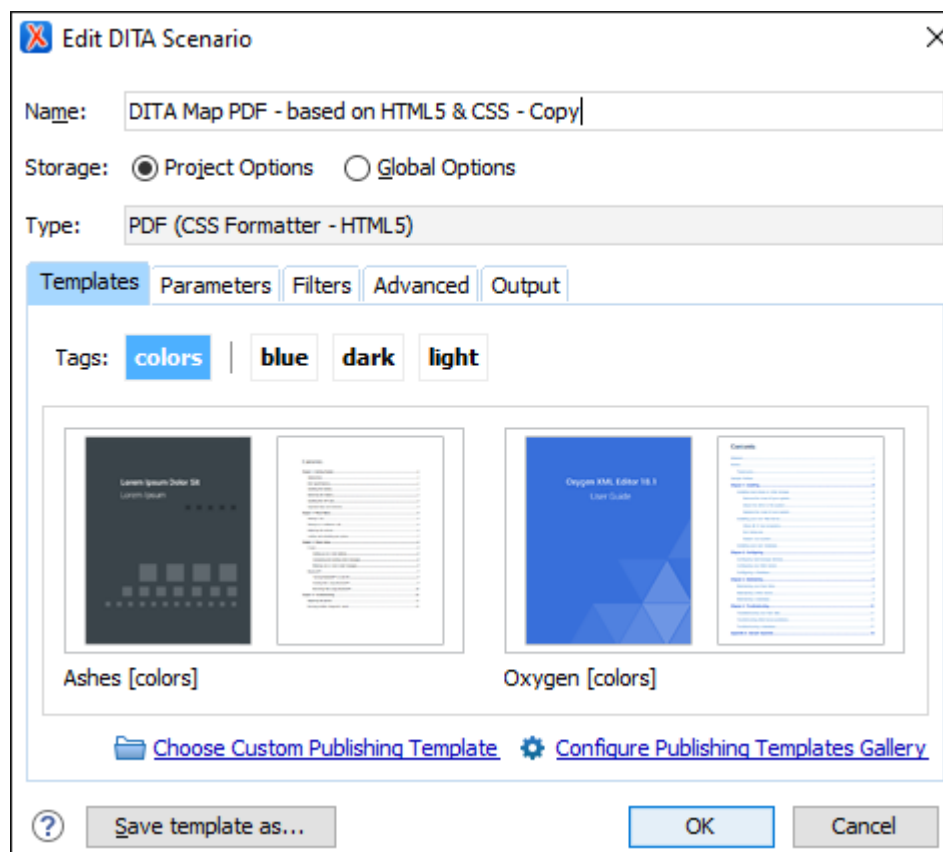 Edit DITA Scenario
Name: DITA Map PDF - based on HTML5 & CSS - Copy
Storage: Project Options Global Options
Type: PDF (CSS Formatter - HTML5)
Templates Parameters Filters Advanced Output
Tags: colors blue dark light
Lorem Ipsum Dolor Sit
Lorem Ipsum
Contents
Oxygen XML Editor 18.1
User Guide
Contents
Ashes [colors] Oxygen [colors]
Choose Custom Publishing Template Configure Publishing Templates Gallery
? Save template as... OK Cancel